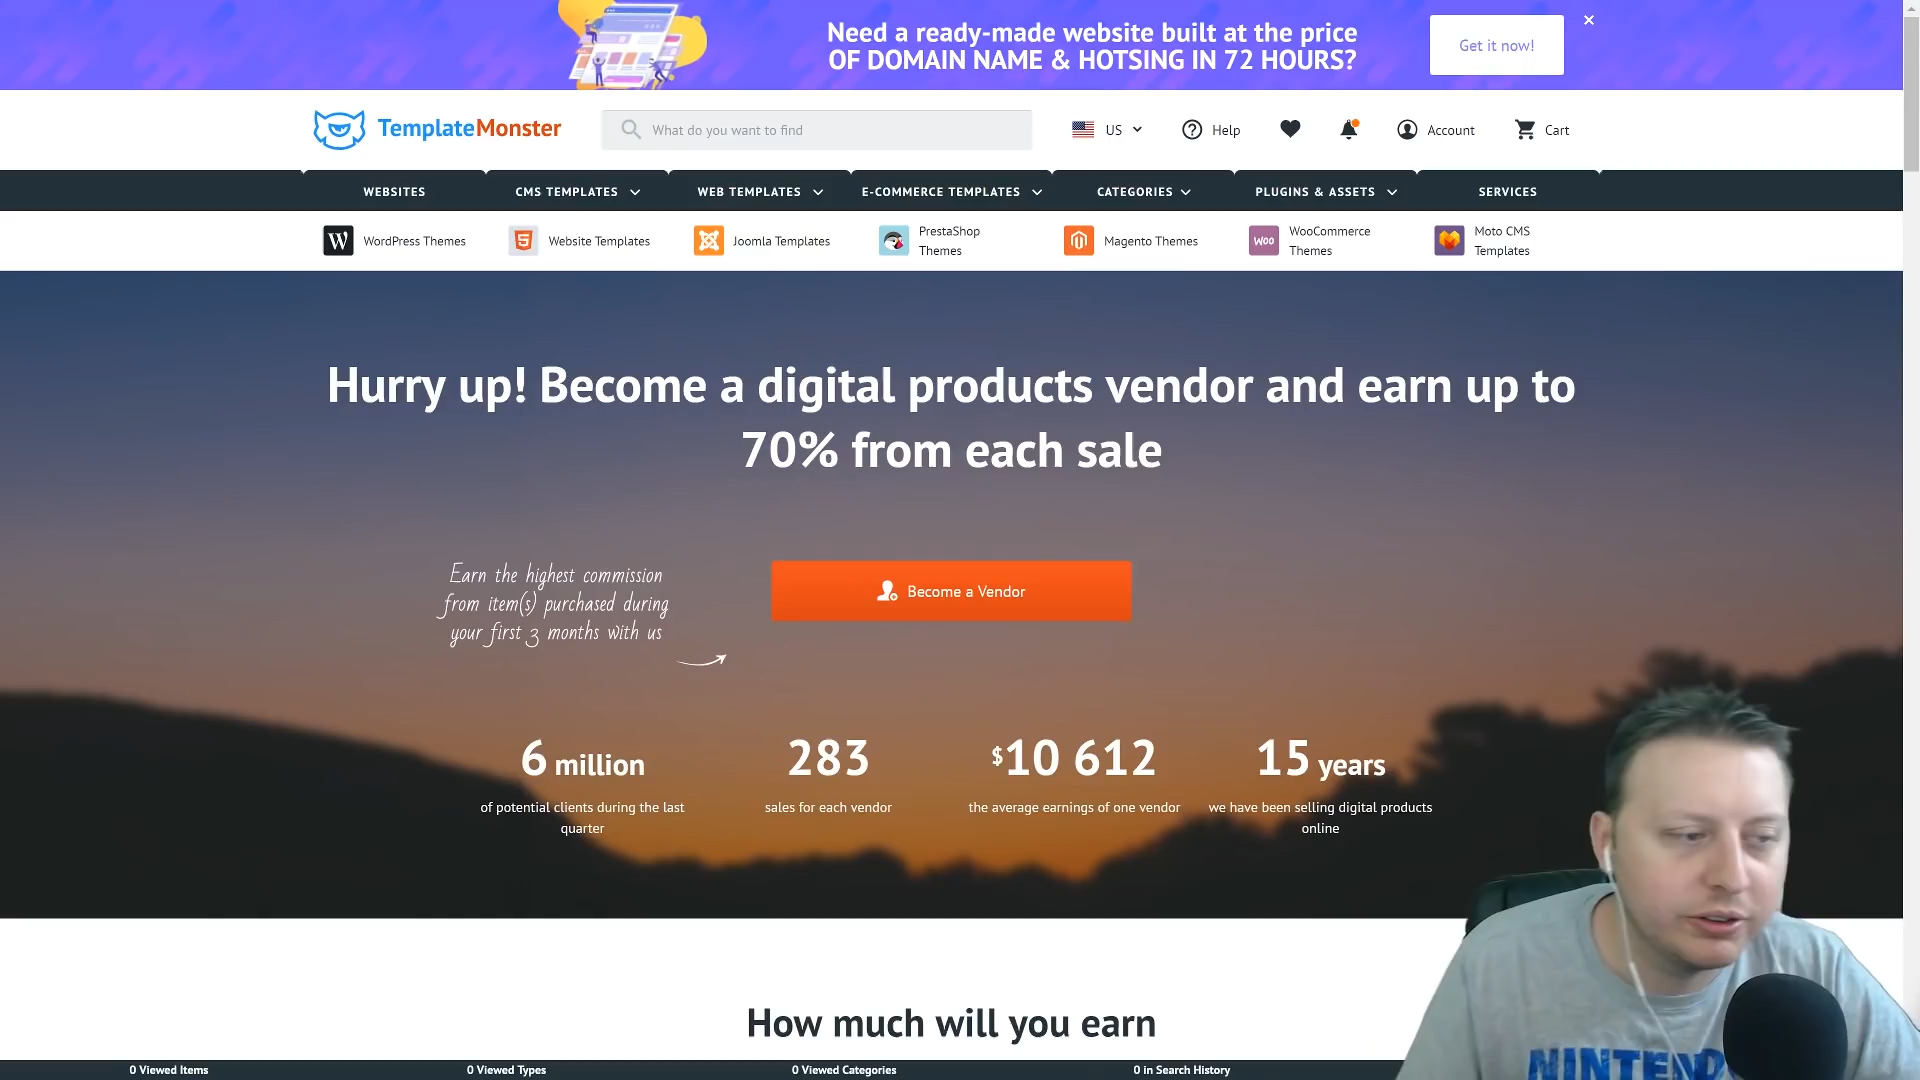 Need a ready-made website built at the price
OF DOMAIN NAME & HOTSING IN 72 HOURS?
Get it now!
TemplateMonster
What do you want to find
US
Help
Account
Cart
WEBSITES
CMS TEMPLATES
WEB TEMPLATES
E-COMMERCE TEMPLATES
CATEGORIES
PLUGINS & ASSETS
SERVICES
W
WordPress Themes
5
Website Templates
Joomla Templates
PrestaShop
Themes
Magento Themes
Woo
WooCommerce
Themes
Moto CMS
Templates
Hurry up! Become a digital products vendor and earn up to
70% from each sale
Earn the highest commission
from item(s) purchased during
your first 3 months with us
Become a Vendor
6 million
of potential clients during the last
quarter
283
sales for each vendor
$10 612
the average earnings of one vendor
15 years
we have been selling digital products
online
How much will you earn
0 Viewed Items
0 Viewed Types
0 Viewed Categories
0 in Search History